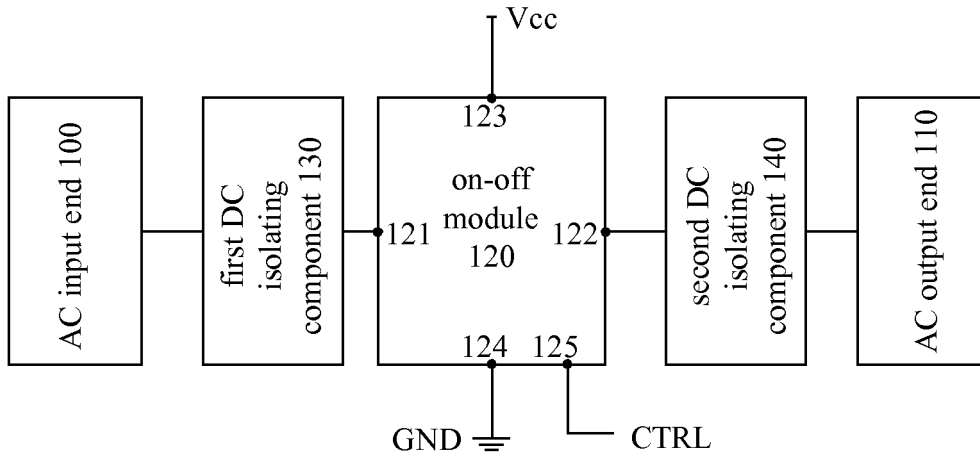 Vcc
AC input end 100
first DC
isolating
component 130
123
on-off
module
120
121
122
124
125
second DC
isolating
component 140
AC output end 110
GND
CTRL